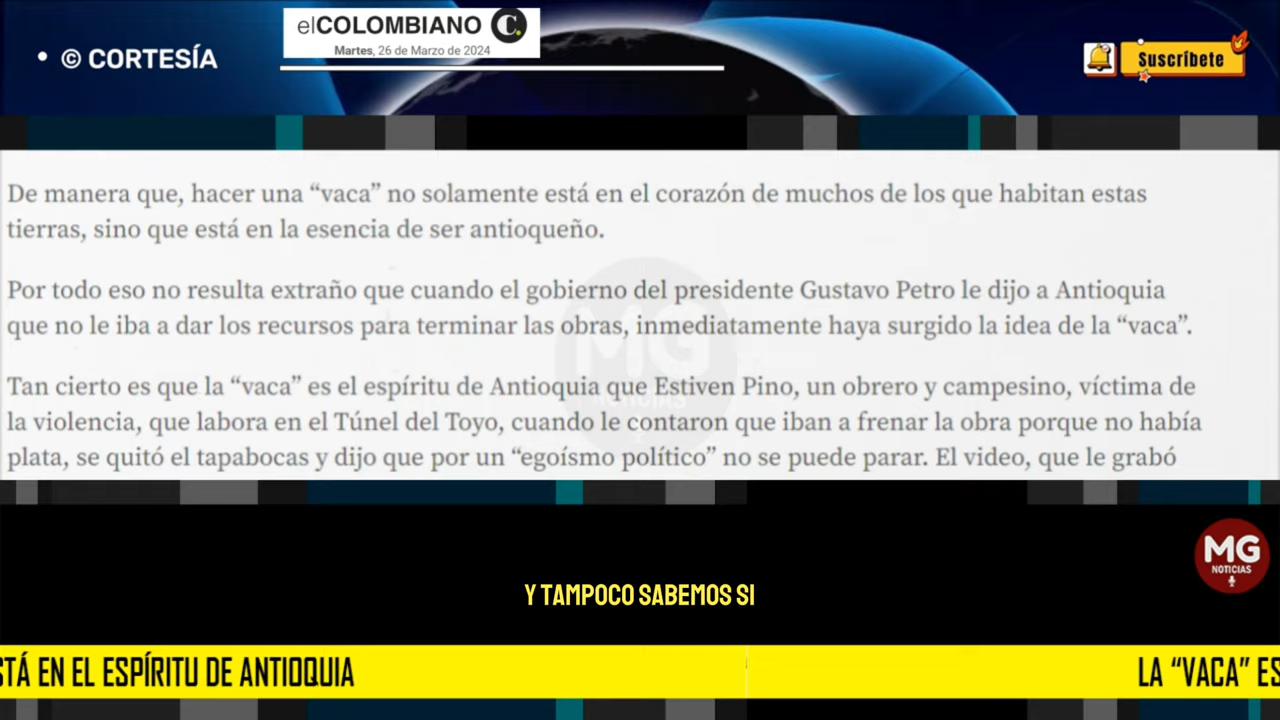 elCOLOMBIANO C.
Martes, 26 de Marzo de 2024
• © CORTESÍA
Suscríbete
De manera que, hacer una “vaca” no solamente está en el corazón de muchos de los que habitan estas
tierras, sino que está en la esencia de ser antioqueño.
Por todo eso no resulta extraño que cuando el gobierno del presidente Gustavo Petro le dijo a Antioquia
que no le iba a dar los recursos para terminar las obras, inmediatamente haya surgido la idea de la “vaca”.
Tan cierto es que la “vaca” es el espíritu de Antioquia que Estiven Pino, un obrero y campesino, víctima de
la violencia, que labora en el Túnel del Toyo, cuando le contaron que iban a frenar la obra porque no había
plata, se quitó el tapabocas y dijo que por un “egoísmo político” no se puede parar. El video, que le grabó
MG
NOTICIAS
MG
NOTICIAS
Y TAMPOCO SABEMOS SI
STÁ EN EL ESPÍRITU DE ANTIOQUIA
LA “VACA” ES